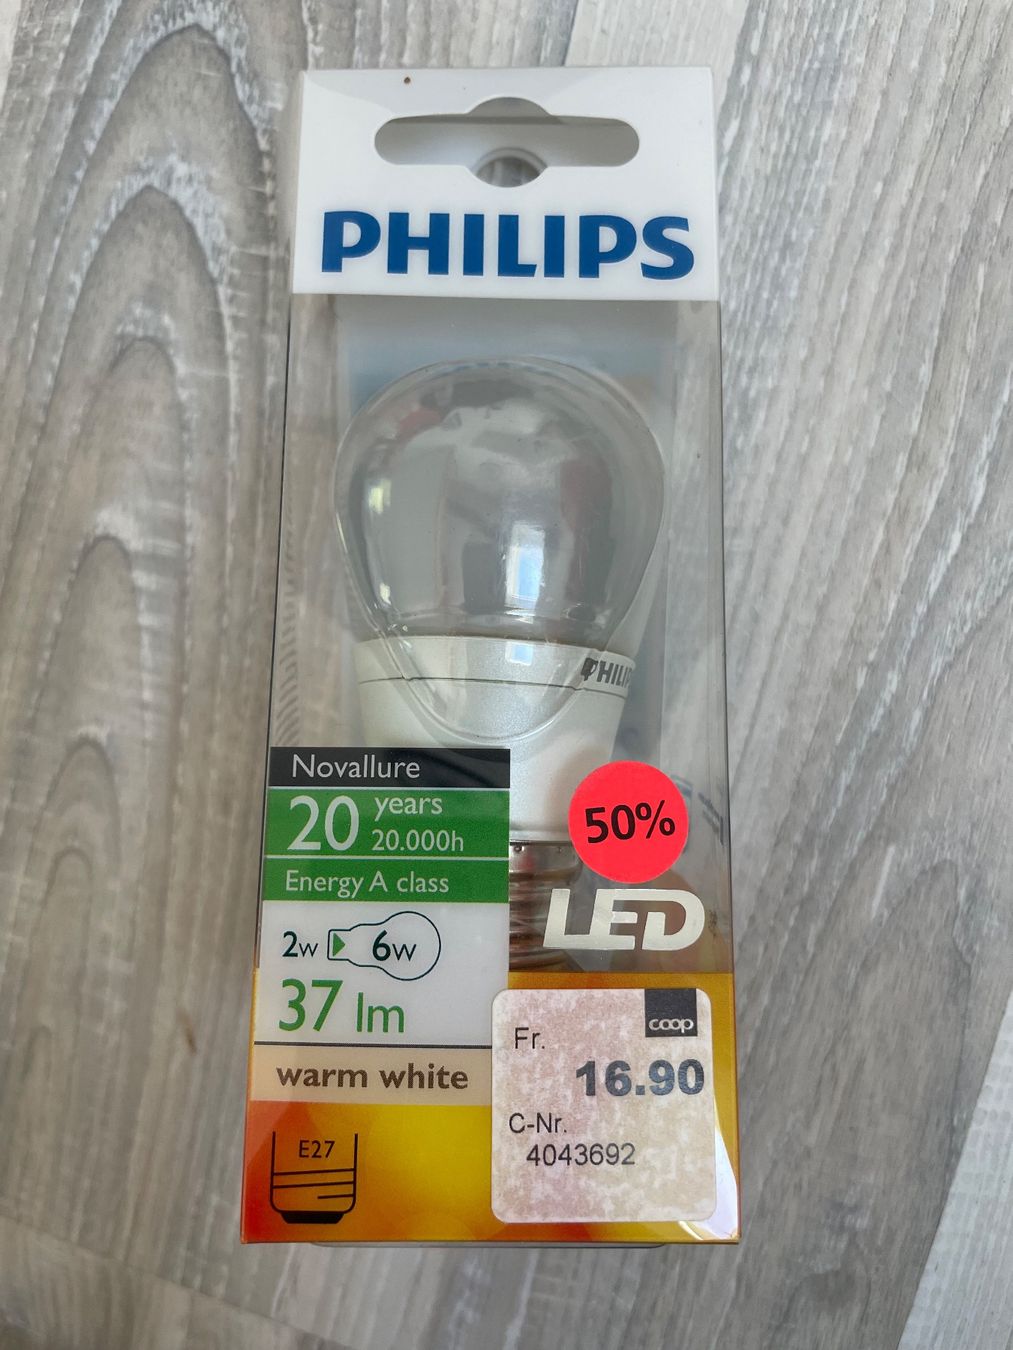 PHILIPS
PHILIPS
Novallure
20 years
20.000h
Energy A class
2w 6w
37 lm
warm white
E27
50%
LED
coop
Fr.
16.90
C-Nr.
4043692